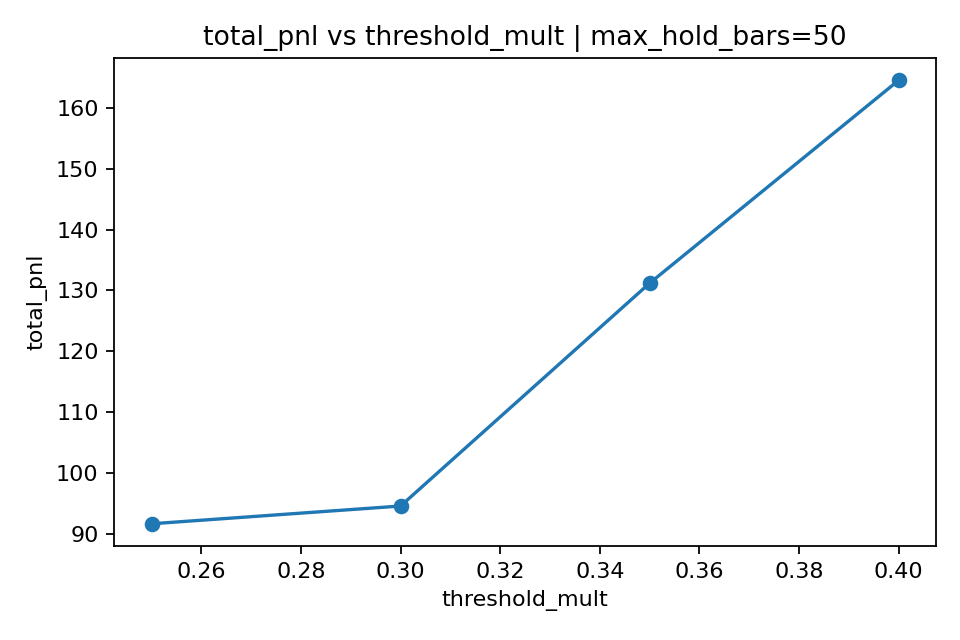 total_pnl vs threshold_mult | max_hold_bars=50
total_pnl
160
150
140
130
120
110
100
90
0.26 0.28 0.30 0.32 0.34 0.36 0.38 0.40
threshold_mult